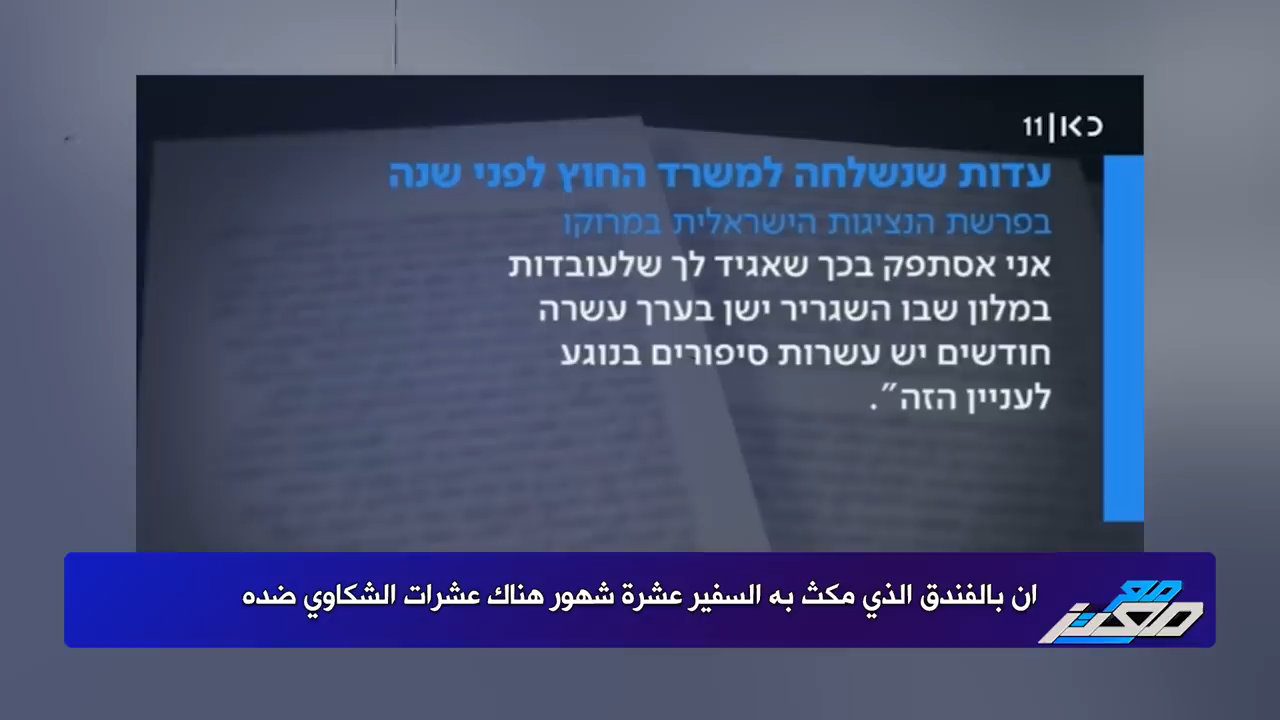 כאן|11
עדות שנשלחה למשרד החוץ לפני שנה
בפרשת הנציגות הישראלית במרוקו
אני אסתפק בכך שאגיד לך שלעובדות
במלון שבו השגריר ישן בערך עשרה
חודשים יש עשרות סיפורים בנוגע
לעניין הזה".
ان بالفندق الذي مكث به السفير عشرة شهور هناك عشرات الشكاوي ضده
مع معتز